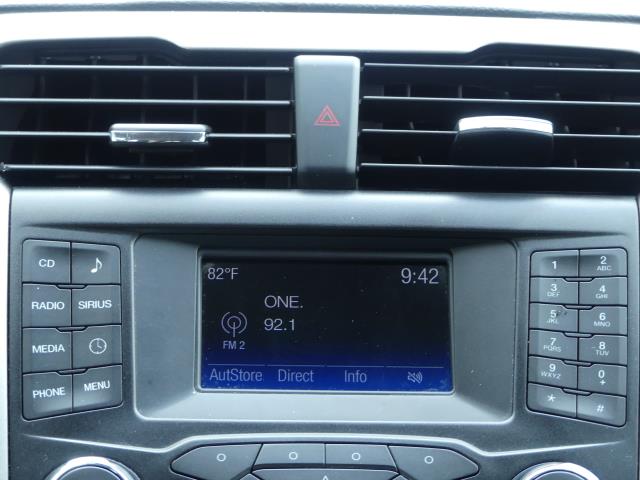 82°F 9:42
ONE.
92.1
FM 2
AutStore Direct Info
CD
RADIO SIRIUS
MEDIA
PHONE MENU
1 2 ABC
3 DEF 4 GHI
5 JKL 6 MNO
7 PQRS 8 TUV
9 WXYZ 0 +
* #